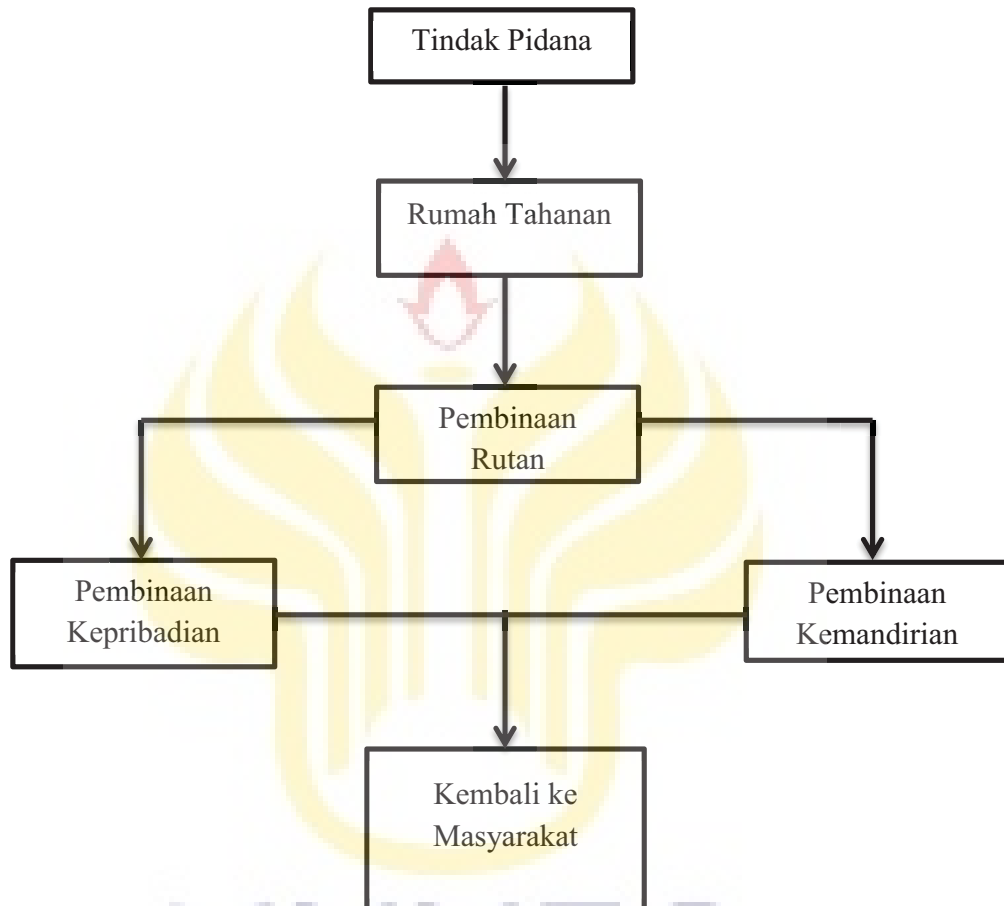 Tindak Pidana
Rumah Tahanan
Pembinaan
Rutan
Pembinaan
Kepribadian
Pembinaan
Kemandirian
Kembali ke
Masyarakat